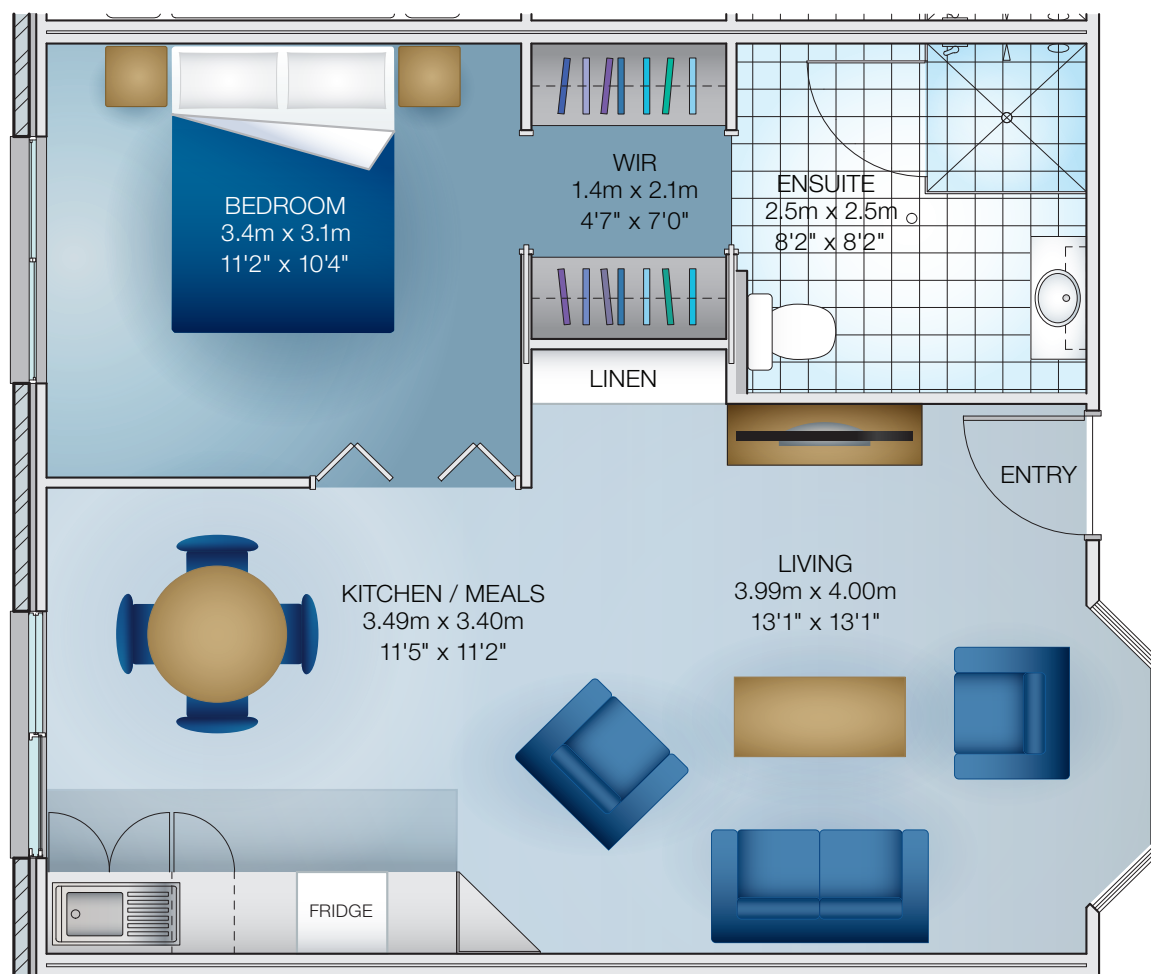 BEDROOM
3.4m x 3.1m
11'2" x 10'4"
WIR
1.4m x 2.1m
4'7" x 7'0"
ENSUITE
2.5m x 2.5m
8'2" x 8'2"
LINEN
ENTRY
KITCHEN / MEALS
3.49m x 3.40m
11'5" x 11'2"
LIVING
3.99m x 4.00m
13'1" x 13'1"
FRIDGE